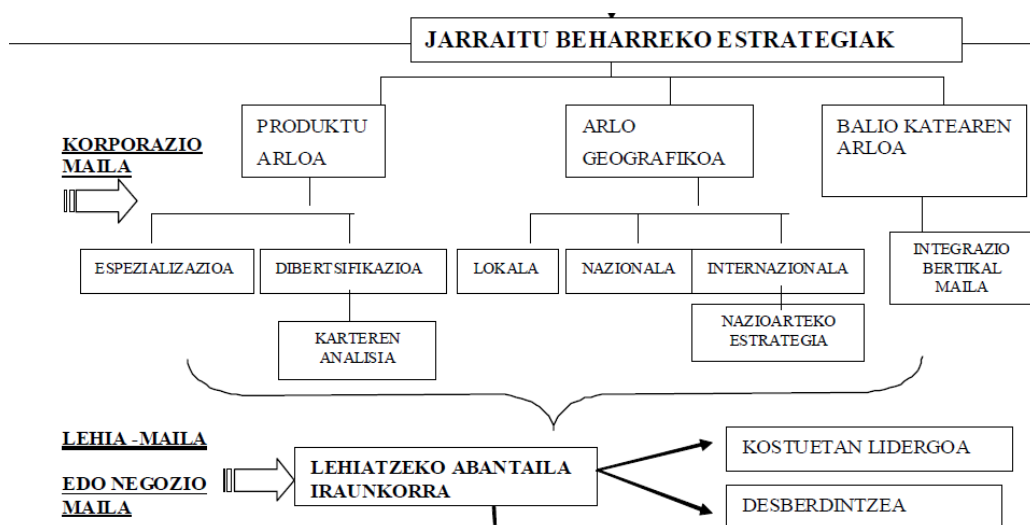 JARRAITU BEHARREKO ESTRATEGIAK
KORPORAZIO
MAILA
PRODUKTU
ARLOA
ARLO
GEOGRAFIKOA
BALIO KATEAREN
ARLOA
ESPEZIALIZAZIOA
DIBERTSIFIKAZIOA
LOKALA
NAZIONALA
INTERNAZIONALA
INTEGRAZIO
BERTIKAL
MAILA
KARTEREN
ANALISIA
NAZIOARTEKO
ESTRATEGIA
LEHIA -MAILA
EDO NEGOZIO
MAILA
LEHIATZEKO ABANTAILA
IRAUNKORRA
KOSTUETAN LIDERGOA
DESBERDINTZEA